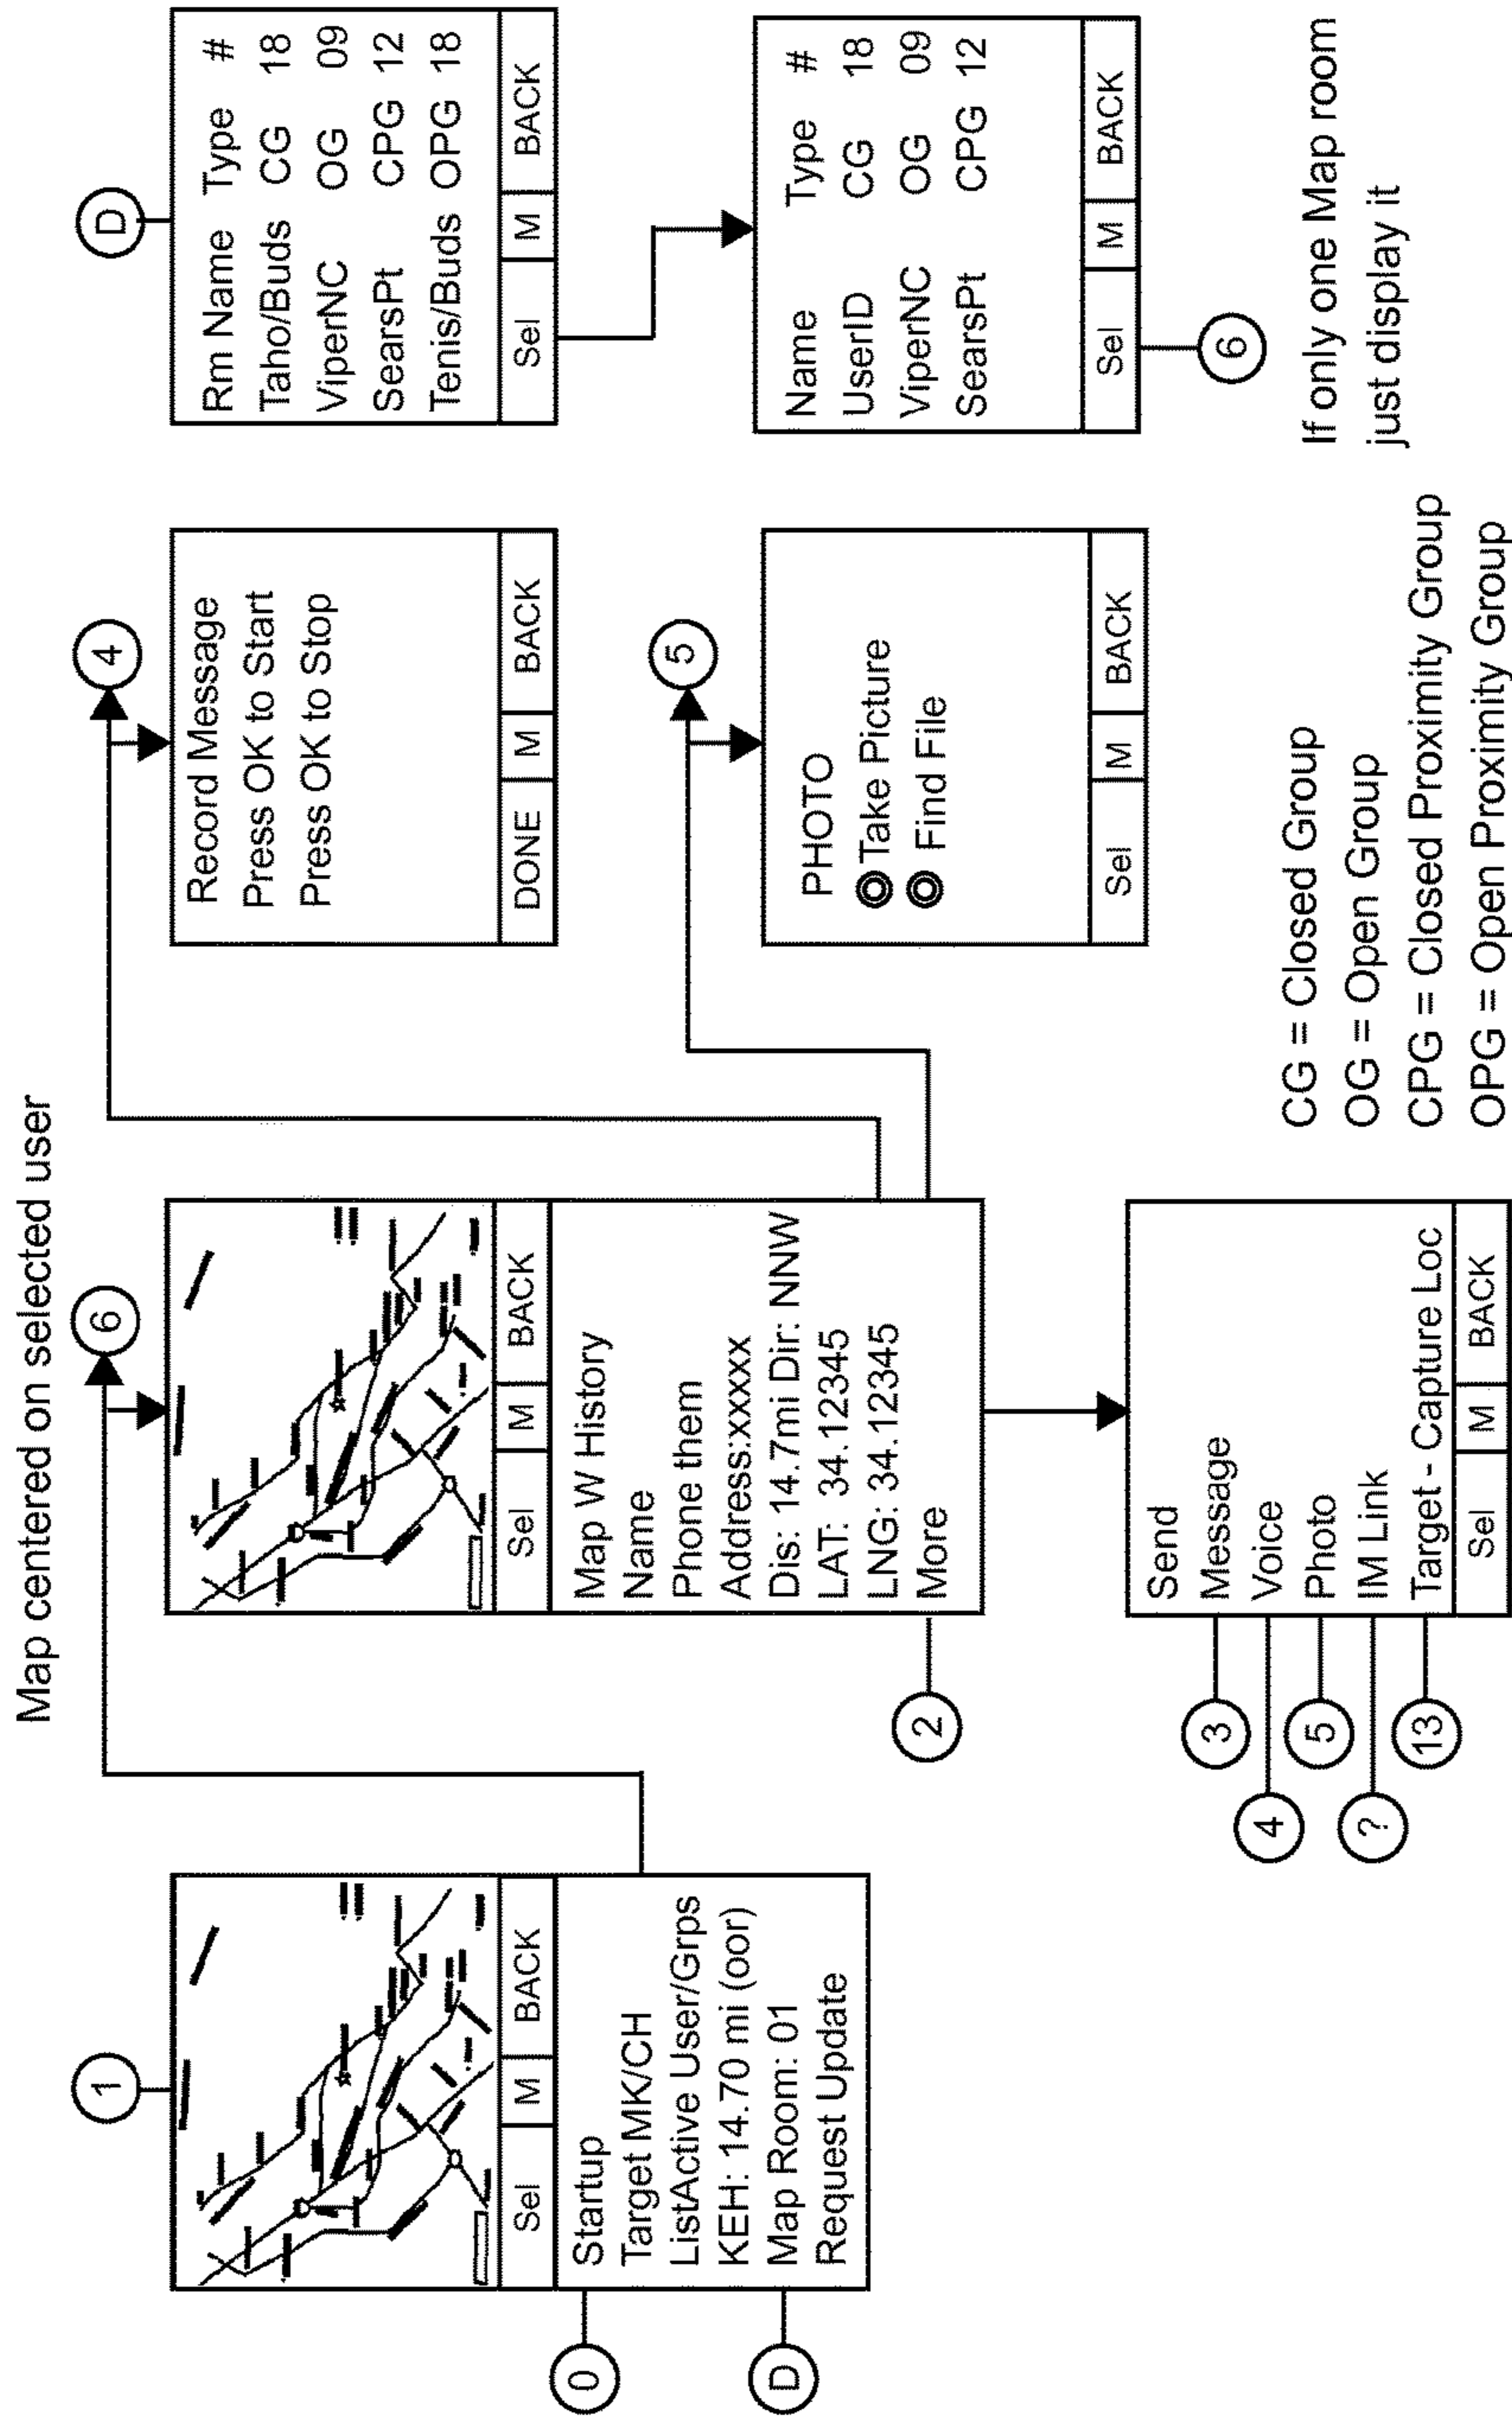 Map centered on selected user
1
Sel M BACK
Startup
Target MK/CH
ListActive User/Grps
KEH: 14.70 mi (oor)
Map Room: 01
Request Update
0
D
6
Sel M BACK
Map W History
Name
Phone them
Address:xxxxx
Dis: 14.7mi Dir: NNW
LAT: 34.12345
LNG: 34.12345
More
2
Send
Message
Voice
Photo
IM Link
Target - Capture Loc
Sel M BACK
3
4
5
?
13
4
Record Message
Press OK to Start
Press OK to Stop
DONE M BACK
5
PHOTO
Take Picture
Find File
Sel M BACK
CG = Closed Group
OG = Open Group
CPG = Closed Proximity Group
OPG = Open Proximity Group
D
Rm Name Type #
Taho/Buds CG 18
ViperNC OG 09
SearsPt CPG 12
Tenis/Buds OPG 18
Sel M BACK
Name Type #
UserID CG 18
ViperNC OG 09
SearsPt CPG 12
Sel M BACK
6
If only one Map room
just display it